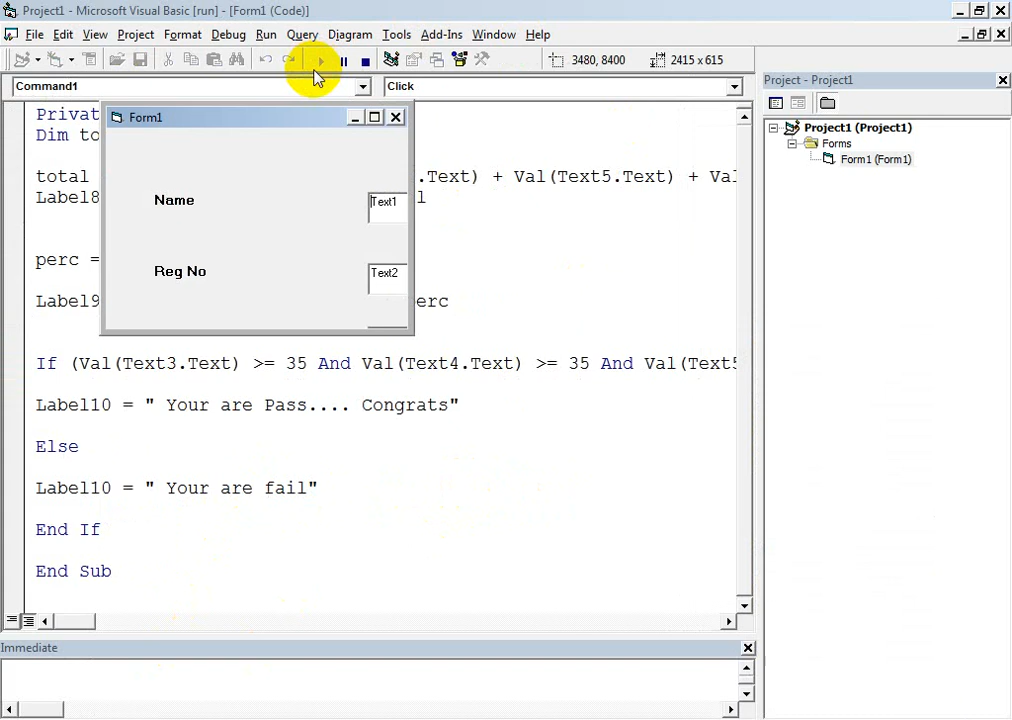 Project1 - Microsoft Visual Basic [run] - [Form1 (Code)]
File Edit View Project Format Debug Run Query Diagram Tools Add-Ins Window Help
3480, 8400 2415 x 615
Command1 Click
Project - Project1
Project1 (Project1)
Forms
Form1 (Form1)
Privat
Dim to
total .Text) + Val(Text5.Text) + Val
Label8 l
perc =
Label9 erc
Form1
Name Text1
Reg No Text2
If (Val(Text3.Text) >= 35 And Val(Text4.Text) >= 35 And Val(Text5
Label10 = " Your are Pass.... Congrats"
Else
Label10 = " Your are fail"
End If
End Sub
Immediate